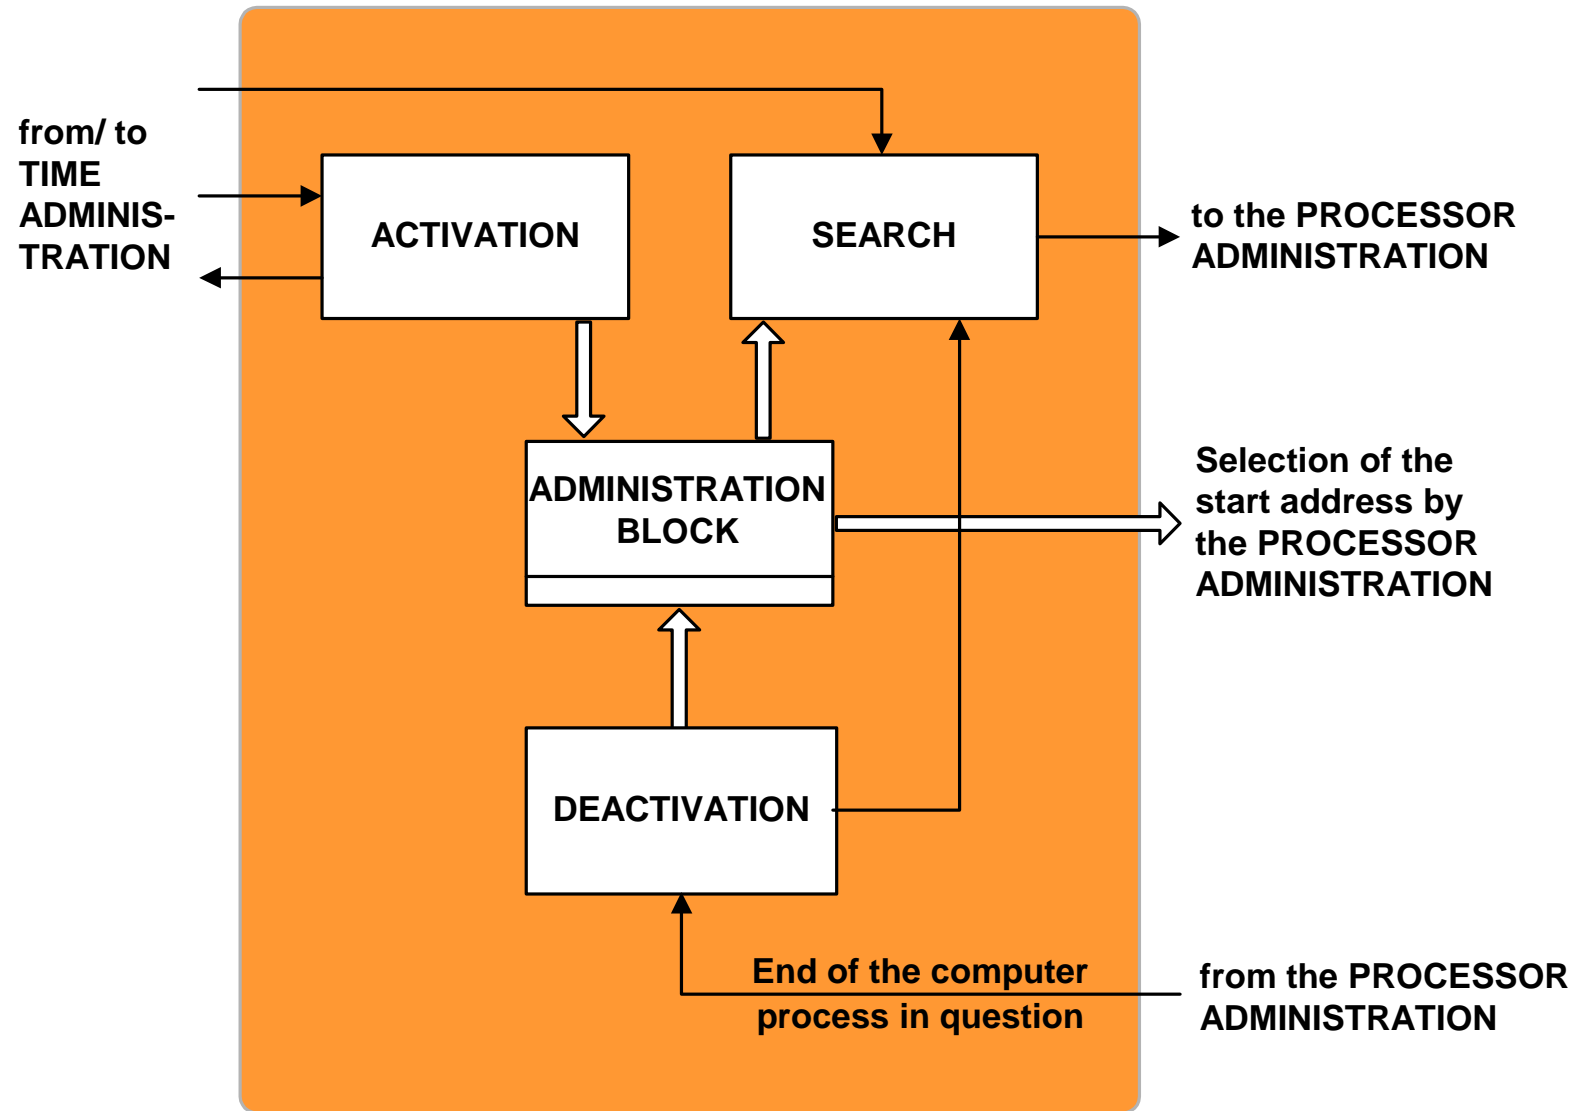 from/ to
TIME
ADMINIS-
TRATION
ACTIVATION
SEARCH
to the PROCESSOR
ADMINISTRATION
ADMINISTRATION
BLOCK
Selection of the
start address by
the PROCESSOR
ADMINISTRATION
DEACTIVATION
End of the computer
process in question
from the PROCESSOR
ADMINISTRATION